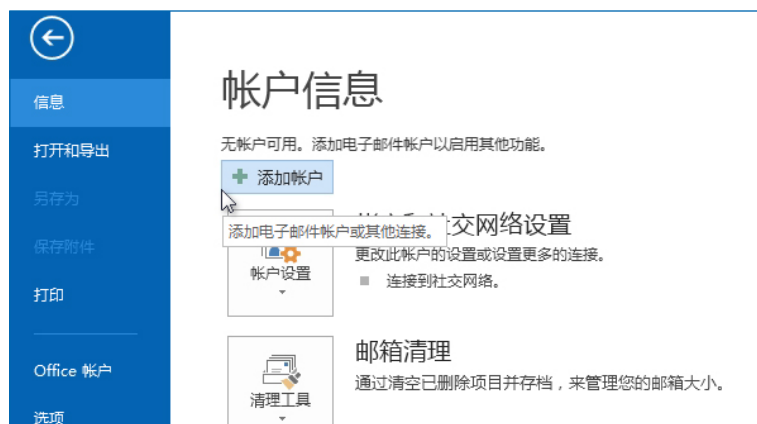 信息
打开和导出
另存为
保存附件
打印
Office 帐户
选项
帐户信息
无帐户可用。添加电子邮件帐户以启用其他功能。
添加帐户
添加电子邮件帐户或其他连接。
交网络设置
更改此帐户的设置或设置更多的连接。
连接到社交网络。
帐户设置
邮箱清理
通过清空已删除项目并存档，来管理您的邮箱大小。
清理工具